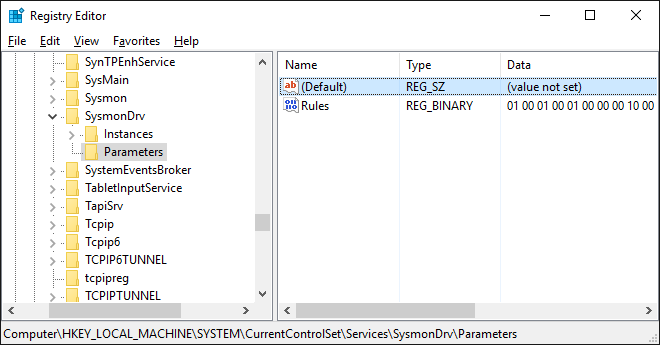 Registry Editor
File Edit View Favorites Help
SynTPEnhService
SysMain
Sysmon
SysmonDrv
Instances
Parameters
SystemEventsBroker
TabletInputService
TapiSrv
Tcpip
Tcpip6
TCPIP6TUNNEL
tcpipreg
TCPIPTUNNEL
Name Type Data
(Default) REG_SZ (value not set)
Rules REG_BINARY 01 00 01 00 01 00 00 00 10 00
Computer\HKEY_LOCAL_MACHINE\SYSTEM\CurrentControlSet\Services\SysmonDrv\Parameters